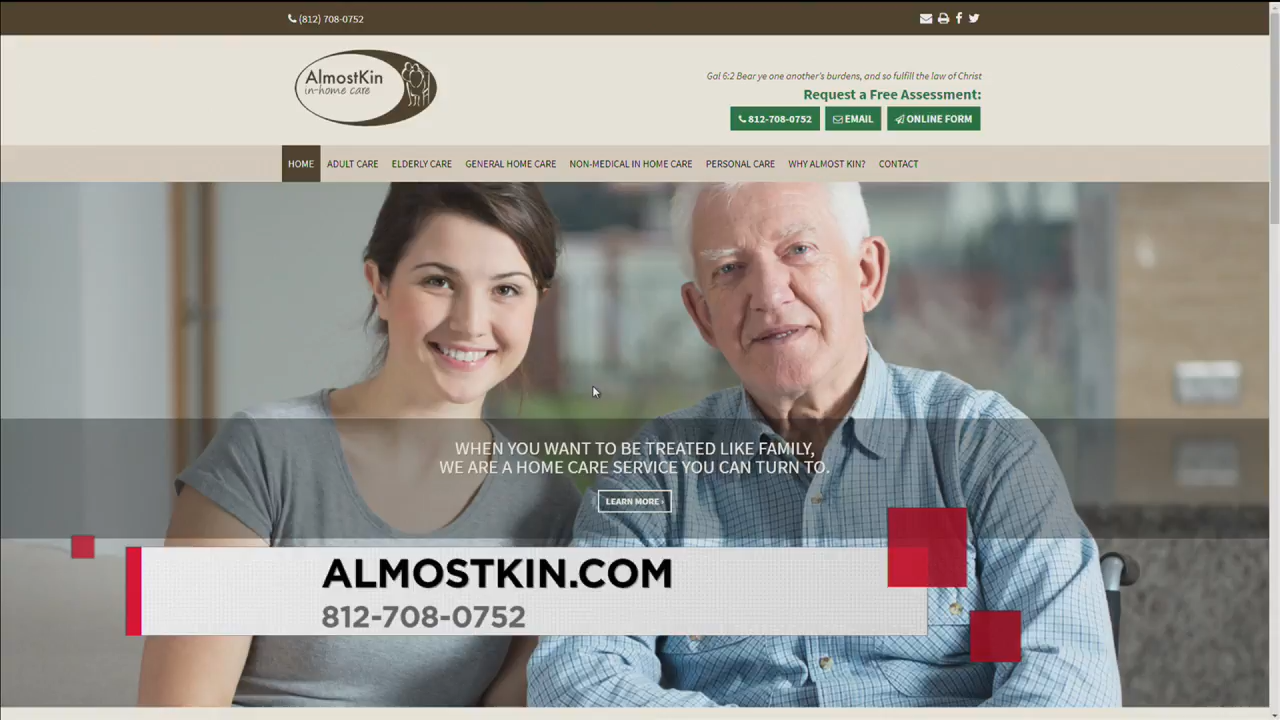 (812) 708-0752
AlmostKin
in-home care
Gal 6:2 Bear ye one another's burdens, and so fulfill the law of Christ
Request a Free Assessment:
812-708-0752 EMAIL ONLINE FORM
HOME ADULT CARE ELDERLY CARE GENERAL HOME CARE NON-MEDICAL IN HOME CARE PERSONAL CARE WHY ALMOST KIN? CONTACT
WHEN YOU WANT TO BE TREATED LIKE FAMILY,
WE ARE A HOME CARE SERVICE YOU CAN TURN TO.
LEARN MORE ›
ALMOSTKIN.COM
812-708-0752